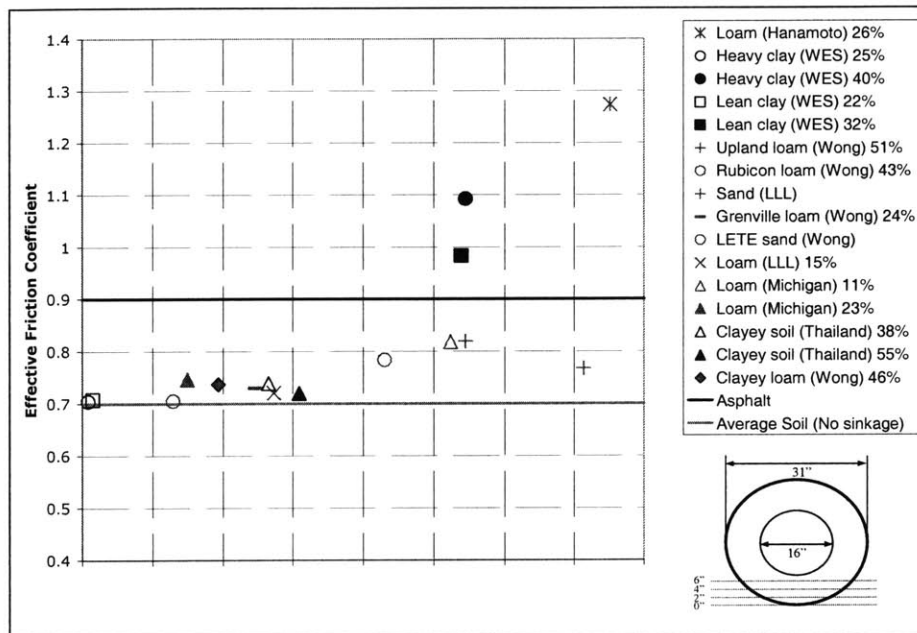 1.4
1.3
1.2
1.1
1
0.9
0.8
0.7
0.6
0.5
0.4
Effective Friction Coefficient
Loam (Hanamoto) 26%
Heavy clay (WES) 25%
Heavy clay (WES) 40%
Lean clay (WES) 22%
Lean clay (WES) 32%
Upland loam (Wong) 51%
Rubicon loam (Wong) 43%
Sand (LLL)
Grenville loam (Wong) 24%
LETE sand (Wong)
Loam (LLL) 15%
Loam (Michigan) 11%
Loam (Michigan) 23%
Clayey soil (Thailand) 38%
Clayey soil (Thailand) 55%
Clayey loam (Wong) 46%
Asphalt
Average Soil (No sinkage)
31"
16"
6"
4"
2"
0"